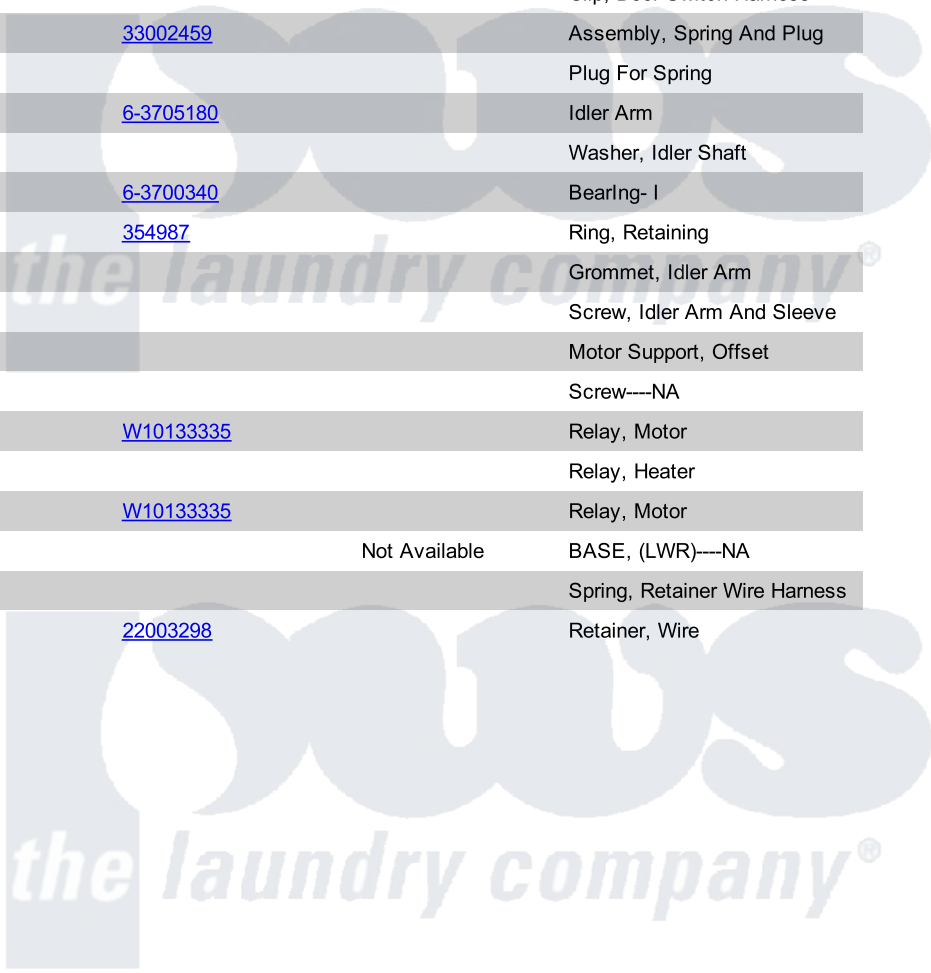 33002459 Assembly, Spring And Plug
Plug For Spring
6-3705180 Idler Arm
Washer, Idler Shaft
6-3700340 BearIng- I
354987 Ring, Retaining
Grommet, Idler Arm
Screw, Idler Arm And Sleeve
Motor Support, Offset
Screw----NA
W10133335 Relay, Motor
Relay, Heater
W10133335 Relay, Motor
Not Available BASE, (LWR)----NA
Spring, Retainer Wire Harness
22003298 Retainer, Wire
pws
the laundry company®
pws
the laundry company®